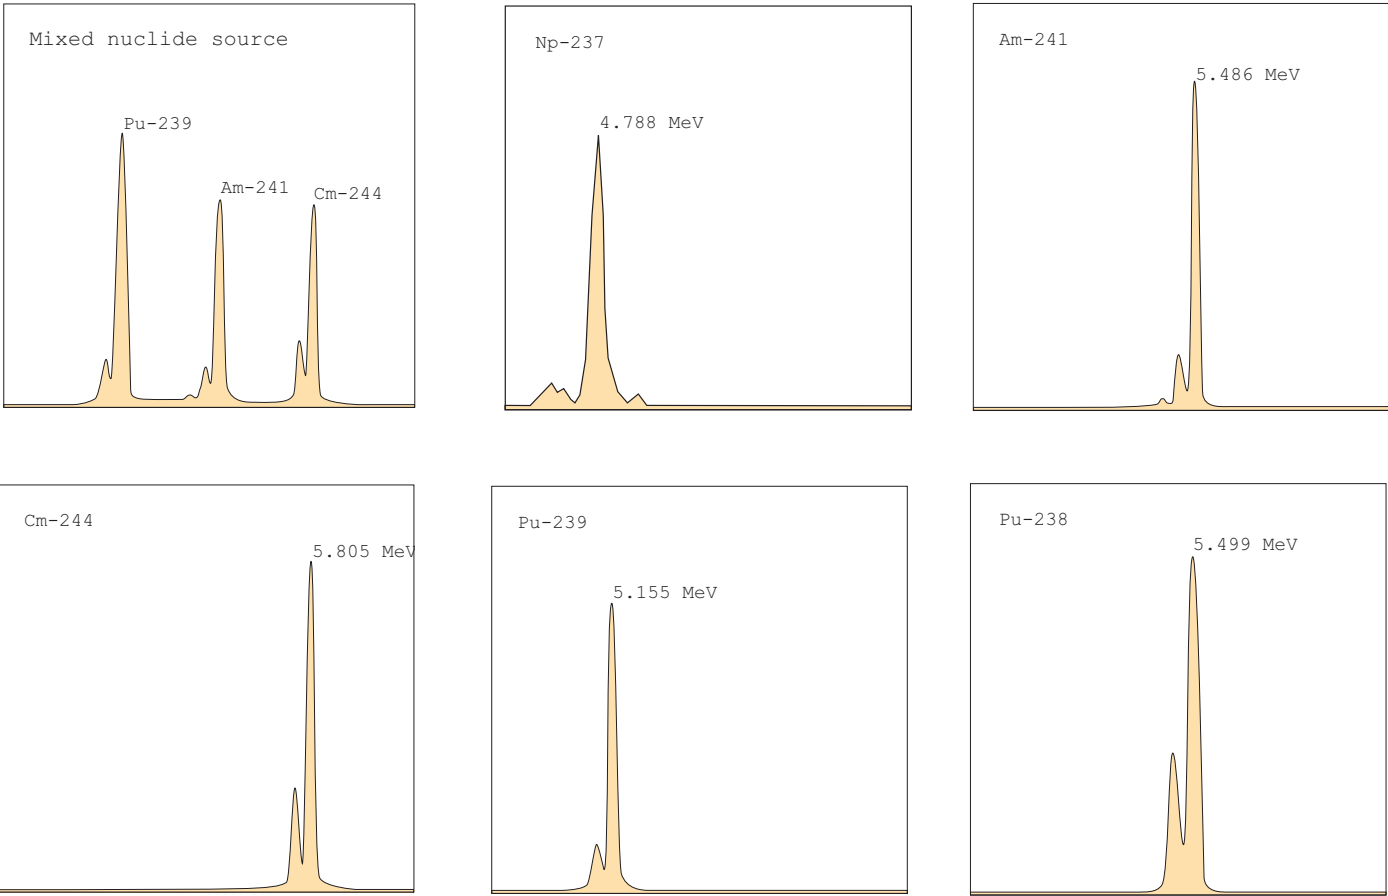 Mixed nuclide source
Pu-239
Am-241
Cm-244
Np-237
4.788 MeV
Am-241
5.486 MeV
Cm-244
5.805 MeV
Pu-239
5.155 MeV
Pu-238
5.499 MeV